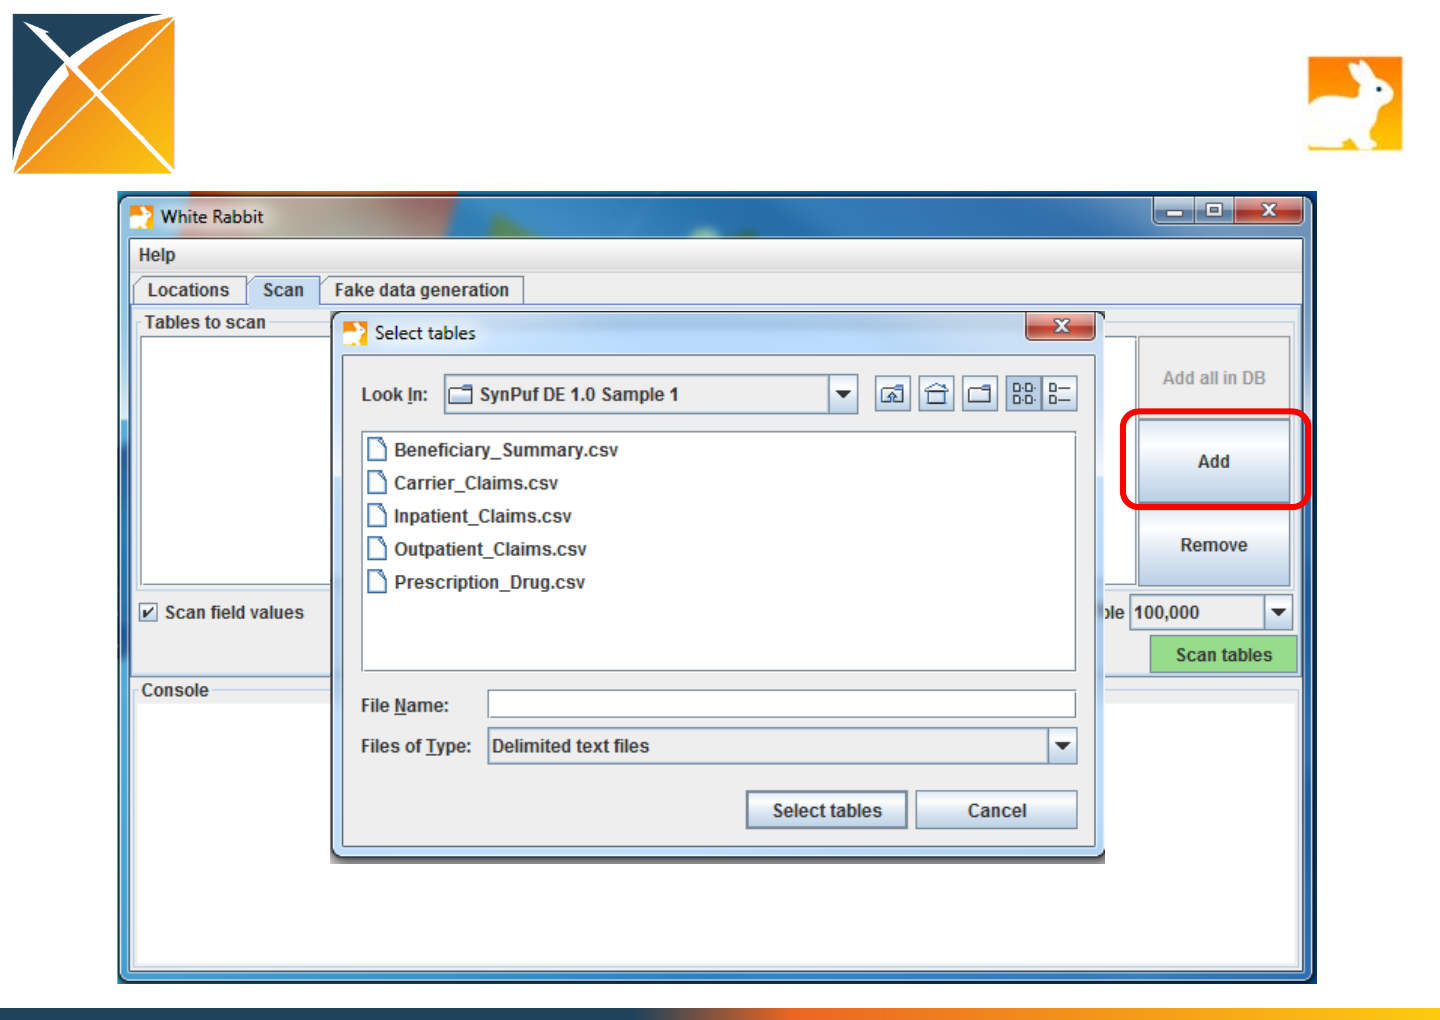 White Rabbit
Help
Locations Scan Fake data generation
Tables to scan
Select tables
Look In: SynPuf DE 1.0 Sample 1
Beneficiary_Summary.csv
Carrier_Claims.csv
Inpatient_Claims.csv
Outpatient_Claims.csv
Prescription_Drug.csv
File Name:
Files of Type: Delimited text files
Select tables Cancel
Add all in DB
Add
Remove
Scan field values
100,000
Scan tables
Console